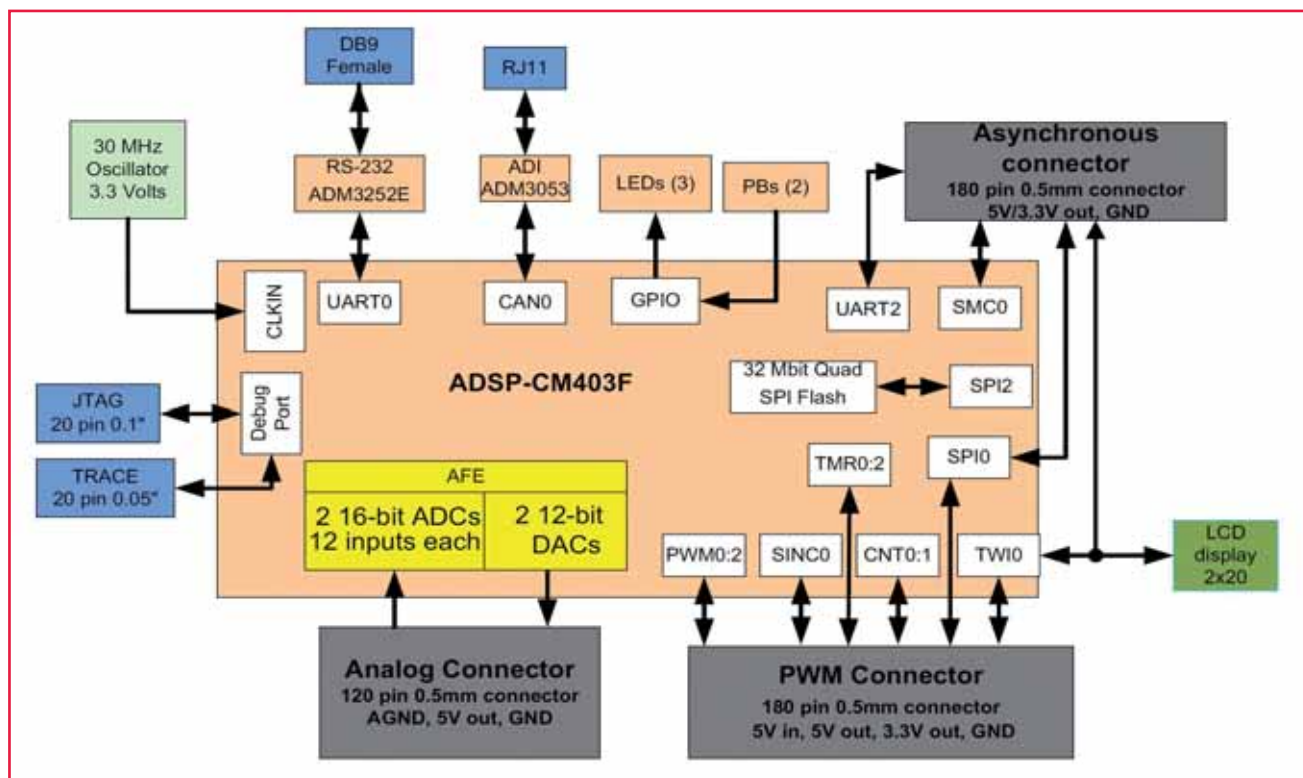 DB9
Female
RJ11
30 MHz
Oscillator
3.3 Volts
RS-232
ADM3252E
ADI
ADM3053
LEDs (3)
PBs (2)
Asynchronous
connector
180 pin 0.5mm connector
5V/3.3V out, GND
CLKIN
UART0
CAN0
GPIO
UART2
SMC0
ADSP-CM403F
32 Mbit Quad
SPI Flash
SPI2
JTAG
20 pin 0.1"
Debug
Port
TRACE
20 pin 0.05"
AFE
2 16-bit ADCs
12 inputs each
2 12-bit
DACs
TMR0:2
SPI0
PWM0:2
SINC0
CNT0:1
TWI0
LCD
display
2x20
Analog Connector
120 pin 0.5mm connector
AGND, 5V out, GND
PWM Connector
180 pin 0.5mm connector
5V in, 5V out, 3.3V out, GND